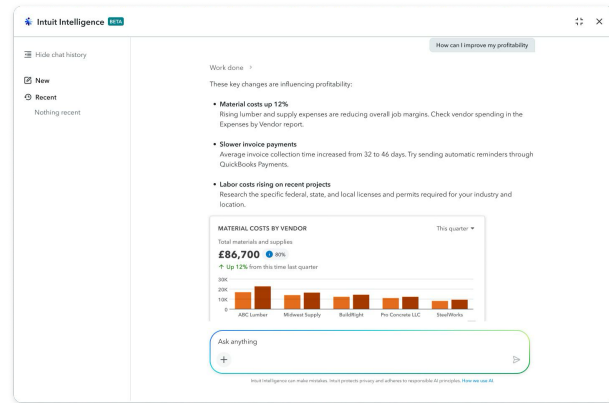 Intuit Intelligence BETA
Hide chat history
New
Recent
Nothing recent
How can I improve my profitability
Work done
These key changes are influencing profitability:
• Material costs up 12%
Rising lumber and supply expenses are reducing overall job margins. Check vendor spending in the
Expenses by Vendor report.
• Slower invoice payments
Average invoice collection time increased from 32 to 46 days. Try sending automatic reminders through
QuickBooks Payments.
• Labor costs rising on recent projects
Research the specific federal, state, and local licenses and permits required for your industry and
location.
MATERIAL COSTS BY VENDOR This quarter
Total materials and supplies
£86,700 80%
↑ Up 12% from this time last quarter
30K
20K
10K
0
ABC Lumber Midwest Supply BuildRight Pro Concrete LLC SteelWorks
Ask anything
Intuit Intelligence can make mistakes. Intuit protects privacy and adheres to responsible AI principles. How we use AI.